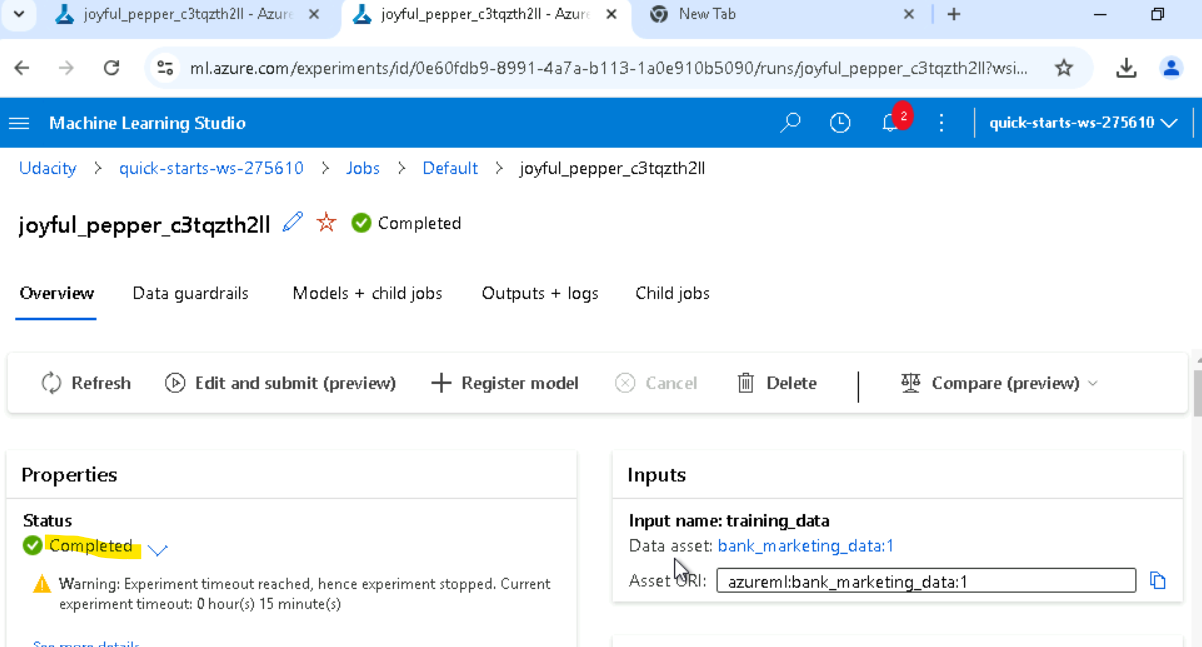 joyful_pepper_c3tqzth2ll - Azure
joyful_pepper_c3tqzth2ll - Azure
New Tab
ml.azure.com/experiments/id/0e60fdb9-8991-4a7a-b113-1a0e910b5090/runs/joyful_pepper_c3tqzth2ll?wsi...
Machine Learning Studio
2
quick-starts-ws-275610
Udacity > quick-starts-ws-275610 > Jobs > Default > joyful_pepper_c3tqzth2ll
joyful_pepper_c3tqzth2ll Completed
Overview Data guardrails Models + child jobs Outputs + logs Child jobs
Refresh Edit and submit (preview) Register model Cancel Delete Compare (preview)
Properties
Status
Completed
Warning: Experiment timeout reached, hence experiment stopped. Current
experiment timeout: 0 hour(s) 15 minute(s)
See more details
Inputs
Input name: training_data
Data asset: bank_marketing_data:1
Asset URI: azureml:bank_marketing_data:1